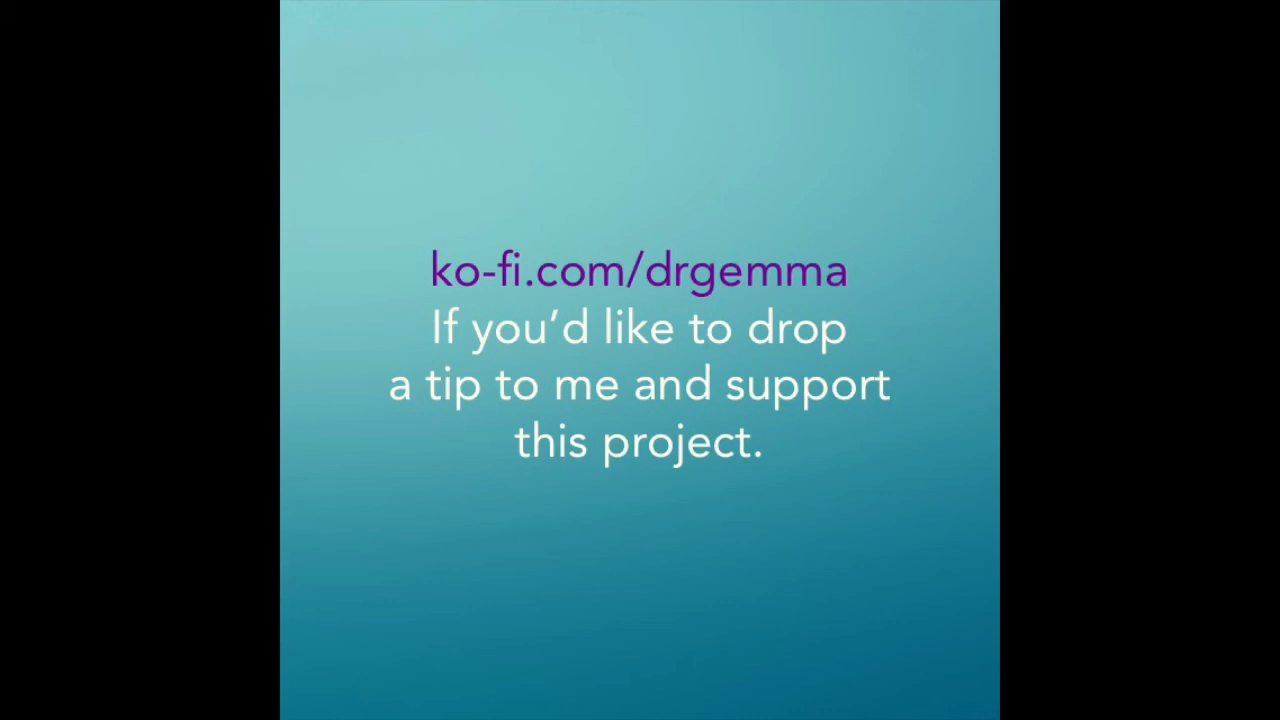 ko-fi.com/drgemma
If you’d like to drop
a tip to me and support
this project.